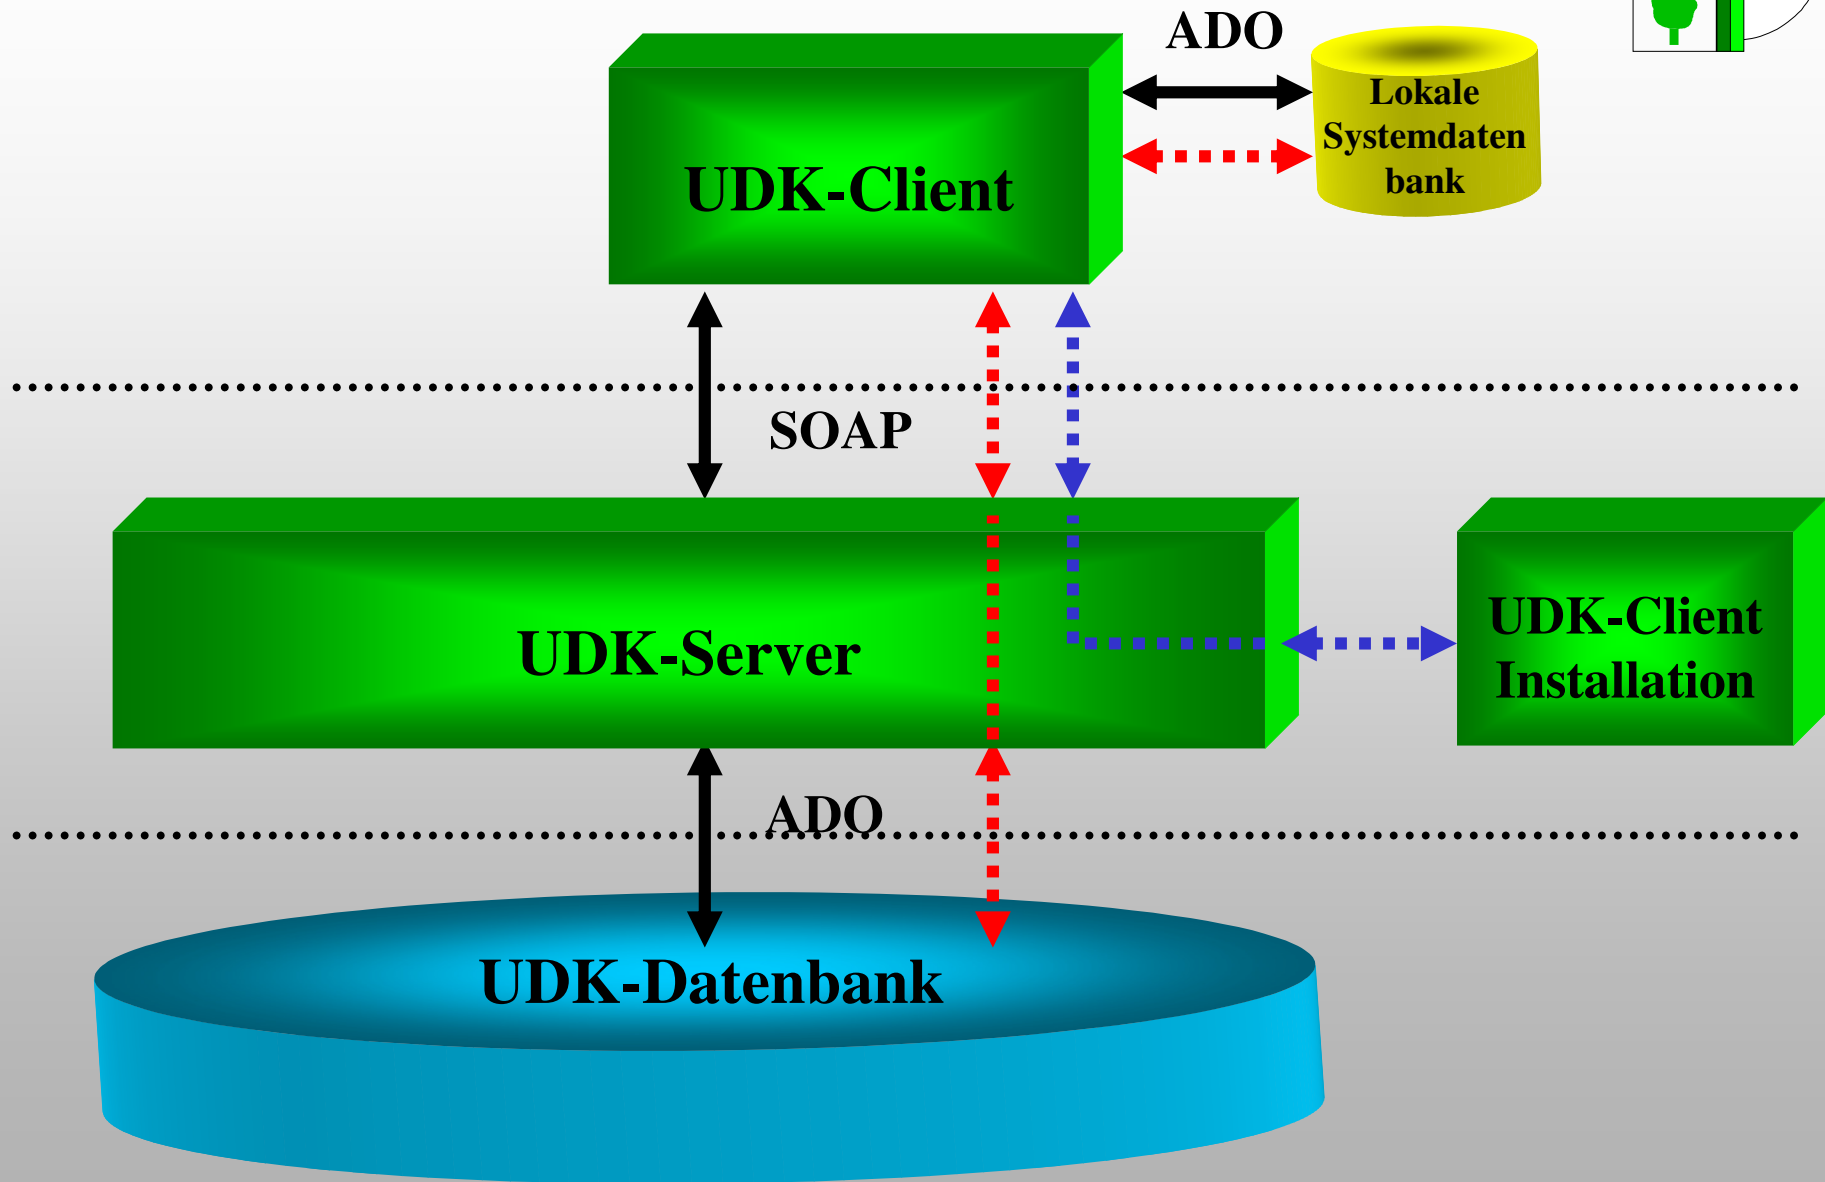 ADO
Lokale
Systemdaten
bank
UDK-Client
SOAP
UDK-Server
UDK-Client
Installation
ADO
UDK-Datenbank